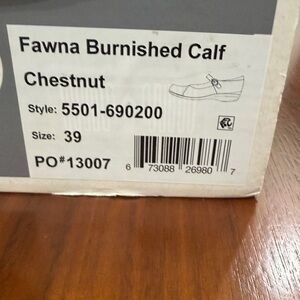 Fawna Burnished Calf
Chestnut
Style: 5501-690200
Size: 39
PO#13007
6 73088 26980 7